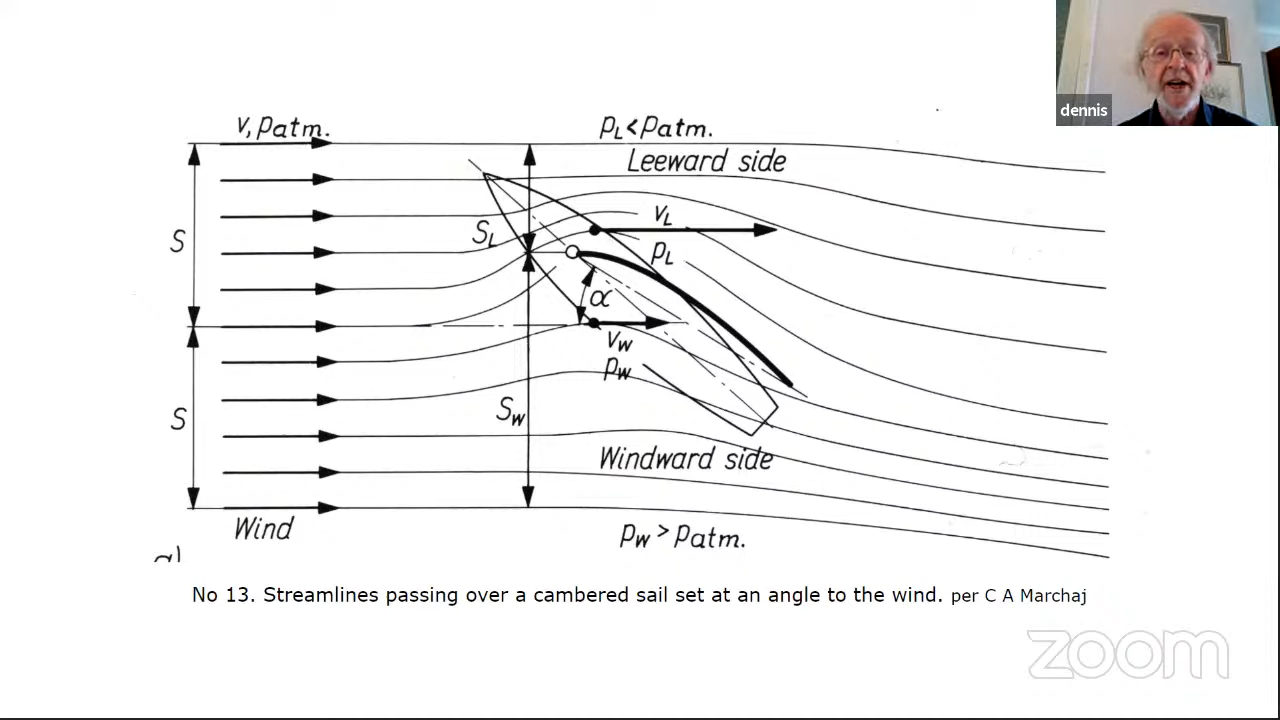 dennis
v, patm.
pL<patm.
Leeward side
S
SL
vL
pL
α
vw
pw
S
Sw
Windward side
Wind
pw > patm.
a)
No 13. Streamlines passing over a cambered sail set at an angle to the wind. per C A Marchaj
zoom